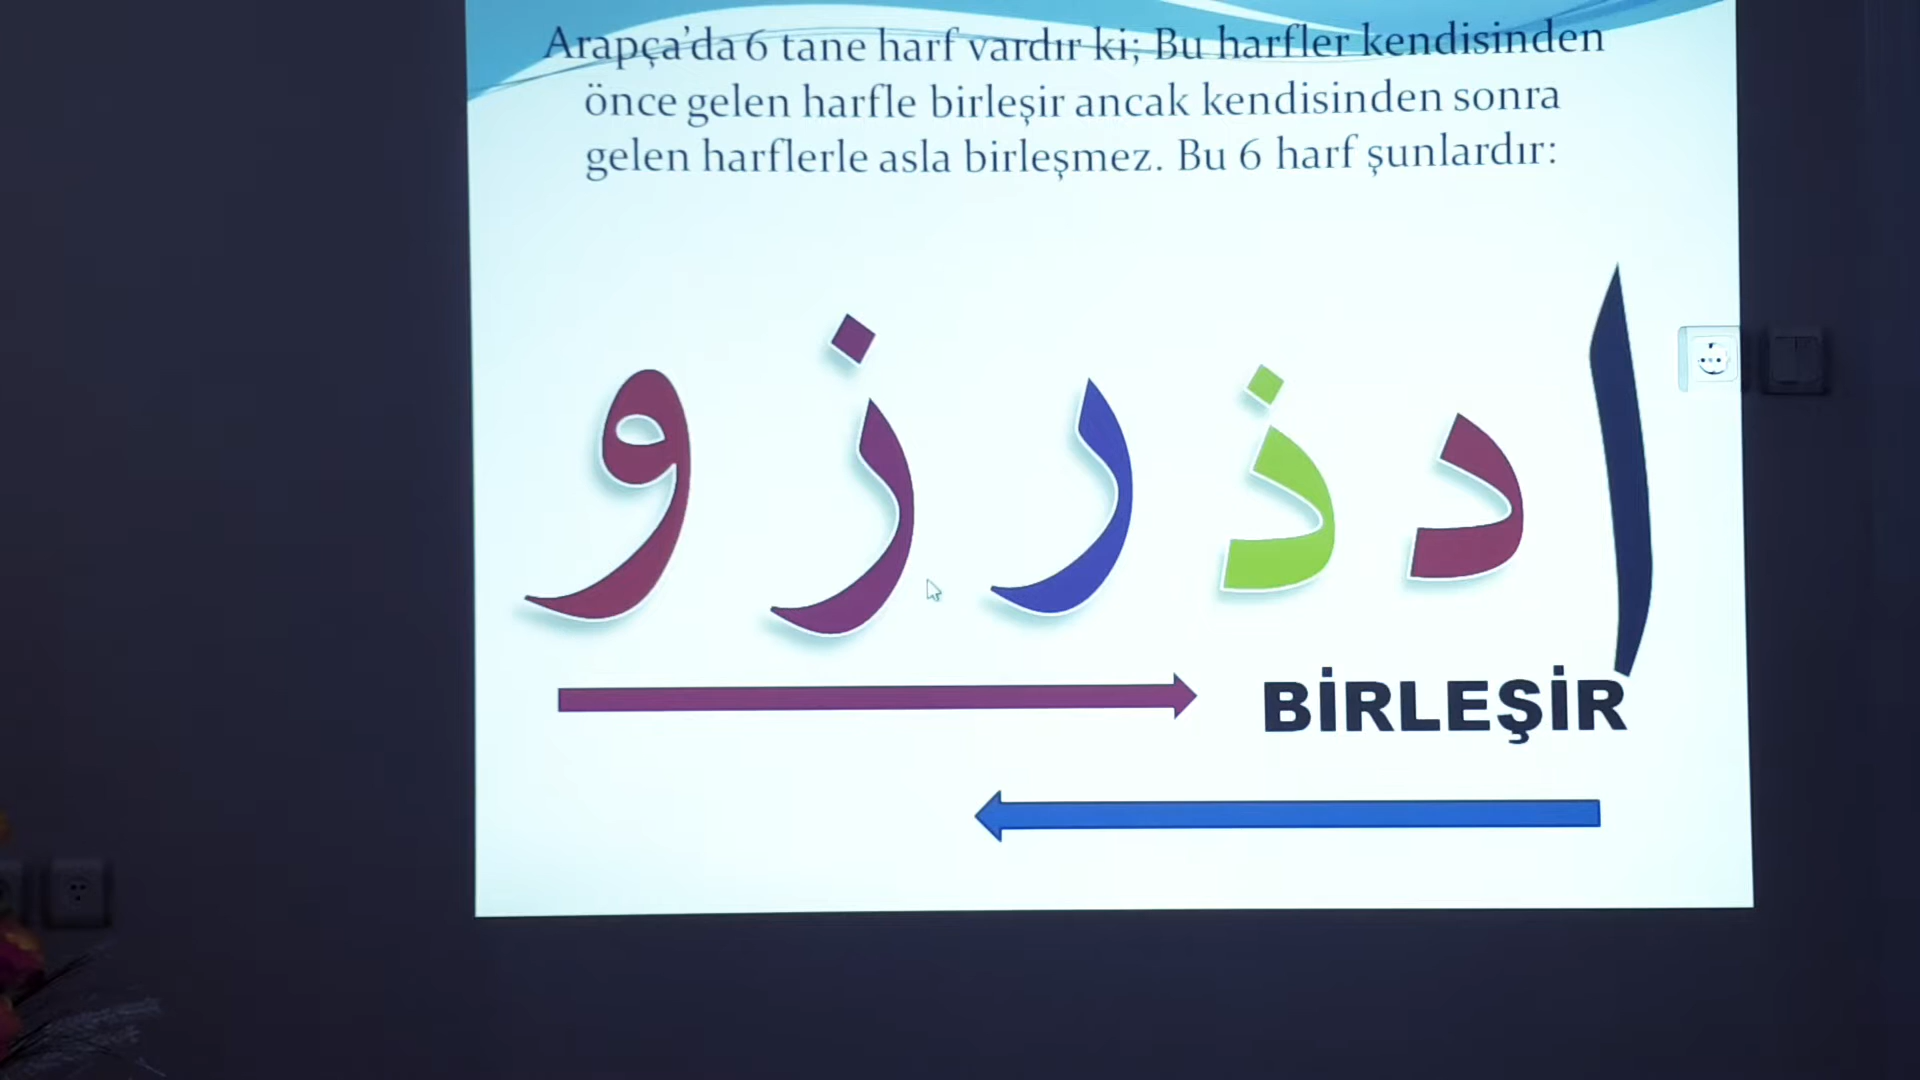 Arapça'da 6 tane harf vardır ki; Bu harfler kendisinden
önce gelen harfle birleşir ancak kendisinden sonra
gelen harflerle asla birleşmez. Bu 6 harf şunlardır:
ا د ذ ر ز و
BİRLEŞİR